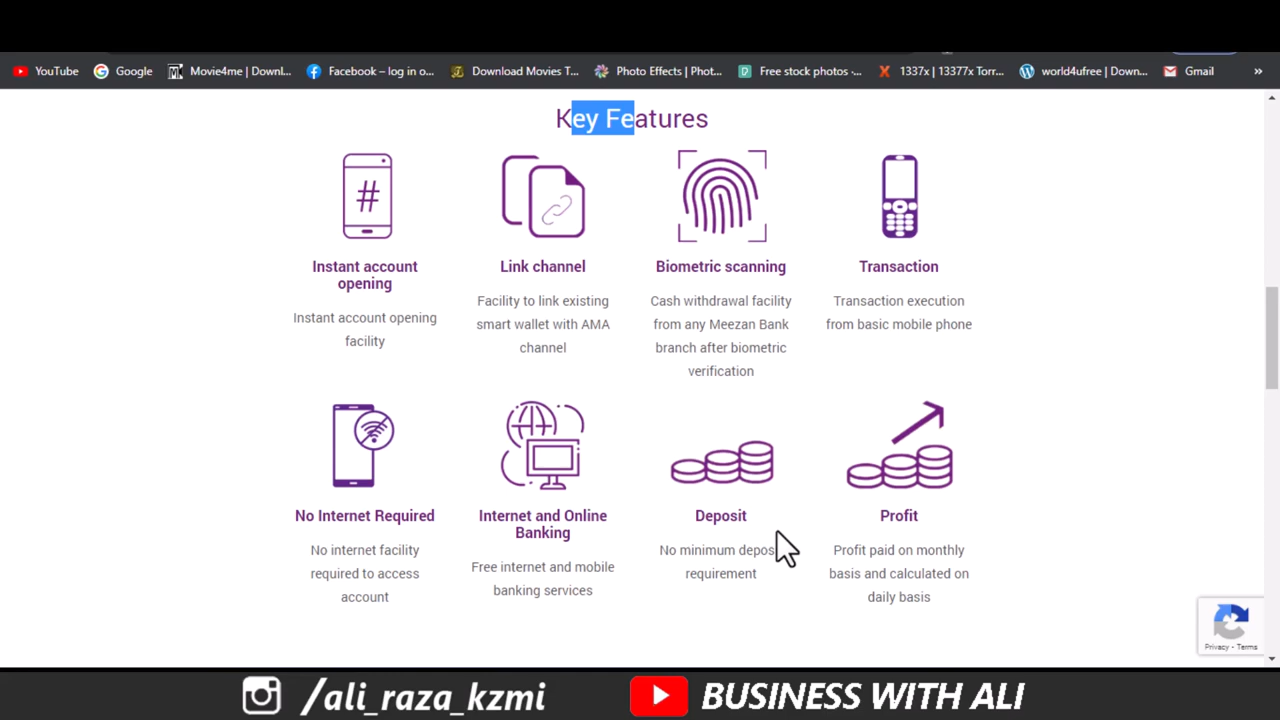 YouTube
Google
Movie4me | Downl...
Facebook – log in o...
Download Movies T...
Photo Effects | Phot...
Free stock photos ·...
1337x | 13377x Torr...
world4ufree | Down...
Gmail
»
Key Features
#
Instant account
opening
Instant account opening
facility
Link channel
Facility to link existing
smart wallet with AMA
channel
Biometric scanning
Cash withdrawal facility
from any Meezan Bank
branch after biometric
verification
Transaction
Transaction execution
from basic mobile phone
No Internet Required
No internet facility
required to access
account
Internet and Online
Banking
Free internet and mobile
banking services
Deposit
No minimum depos
requirement
Profit
Profit paid on monthly
basis and calculated on
daily basis
Privacy - Terms
/ali_raza_kzmi
BUSINESS WITH ALI